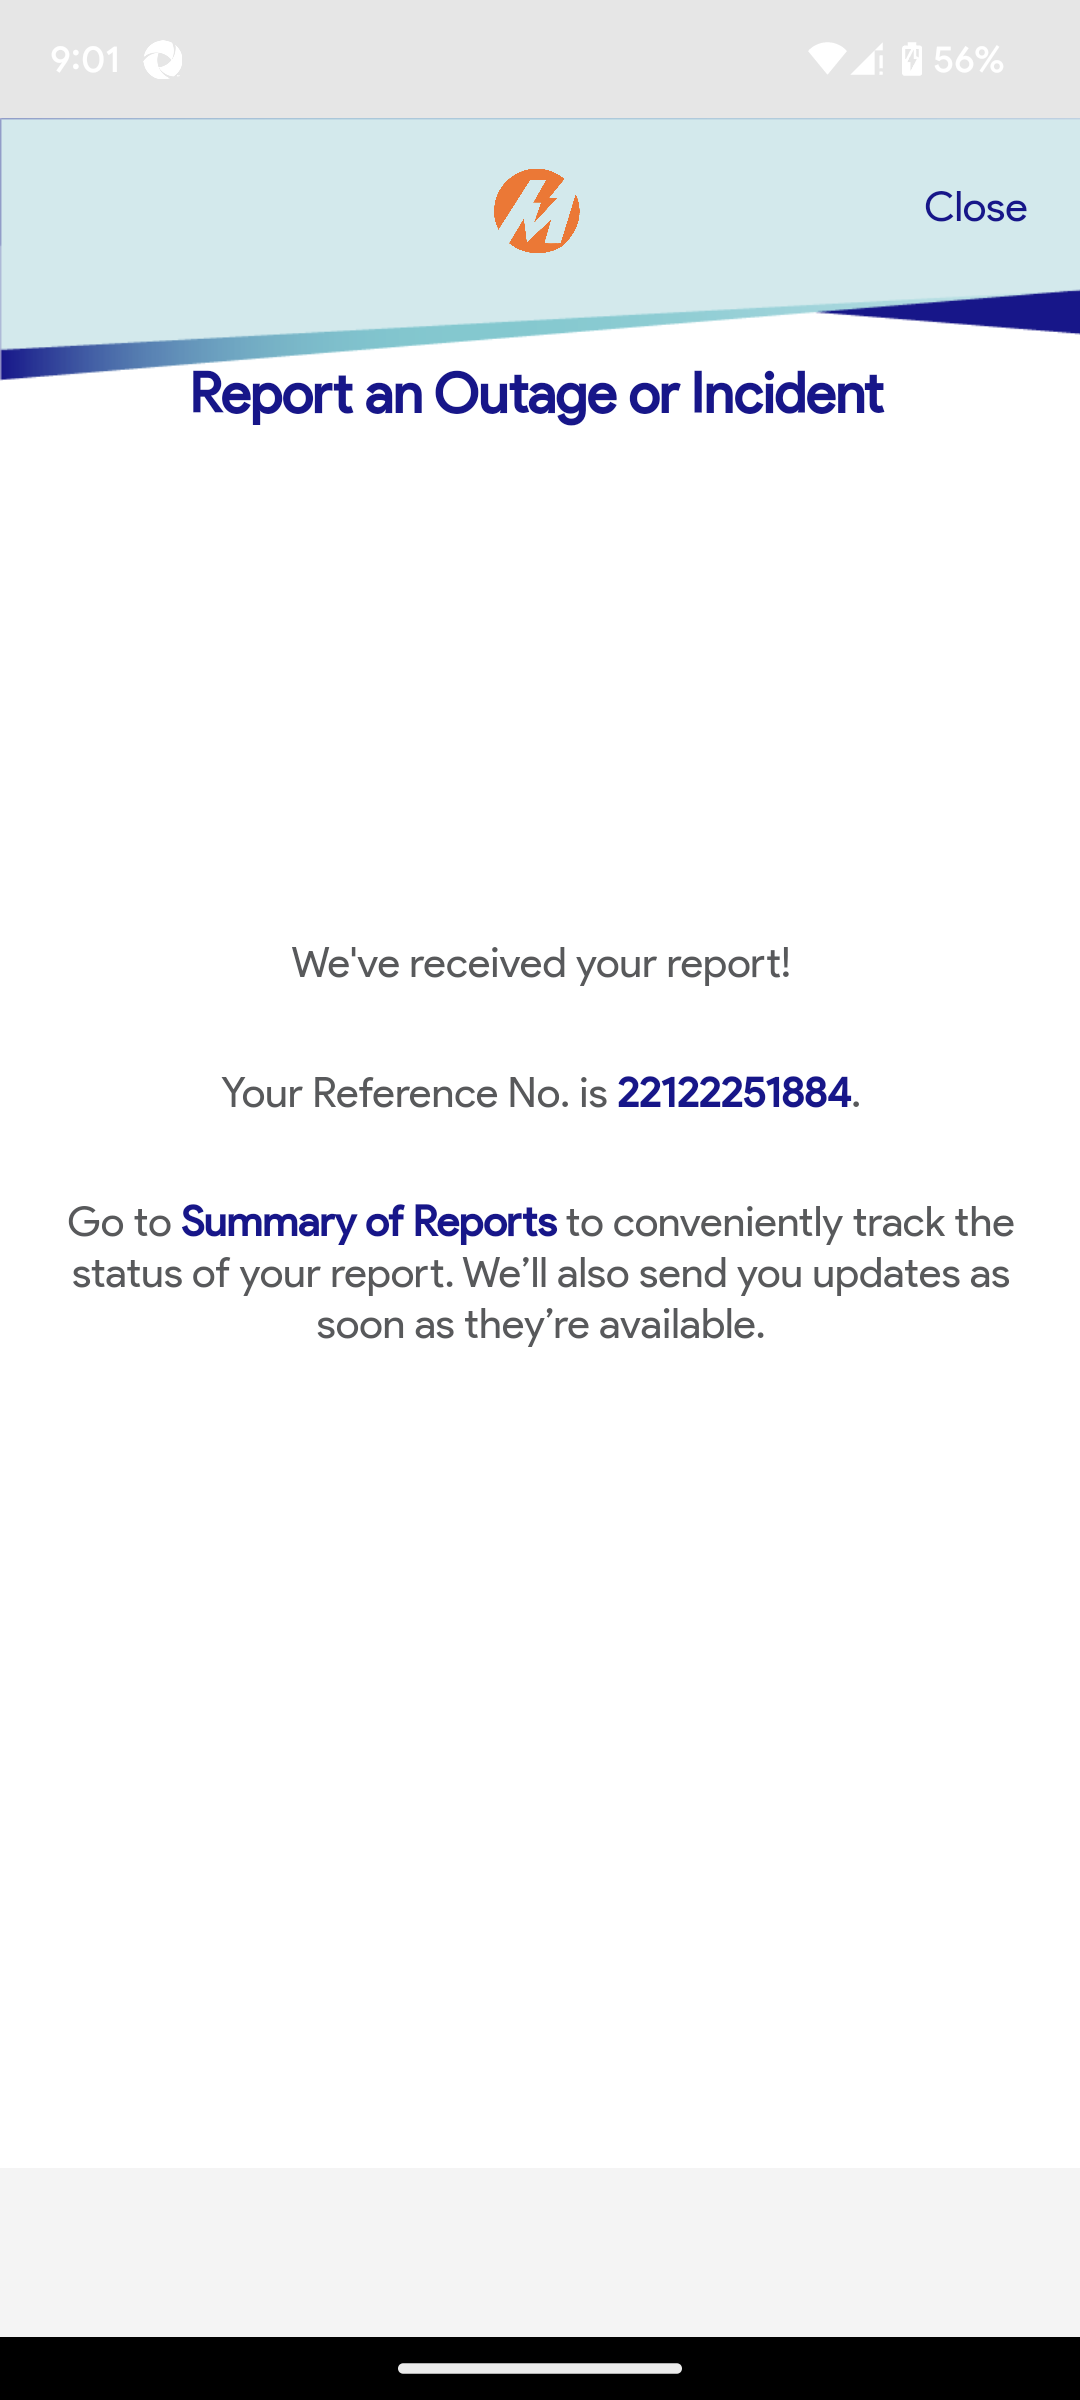 9:01
56%
Close
Report an Outage or Incident
We've received your report!
Your Reference No. is 22122251884.
Go to Summary of Reports to conveniently track the
status of your report. We’ll also send you updates as
soon as they’re available.